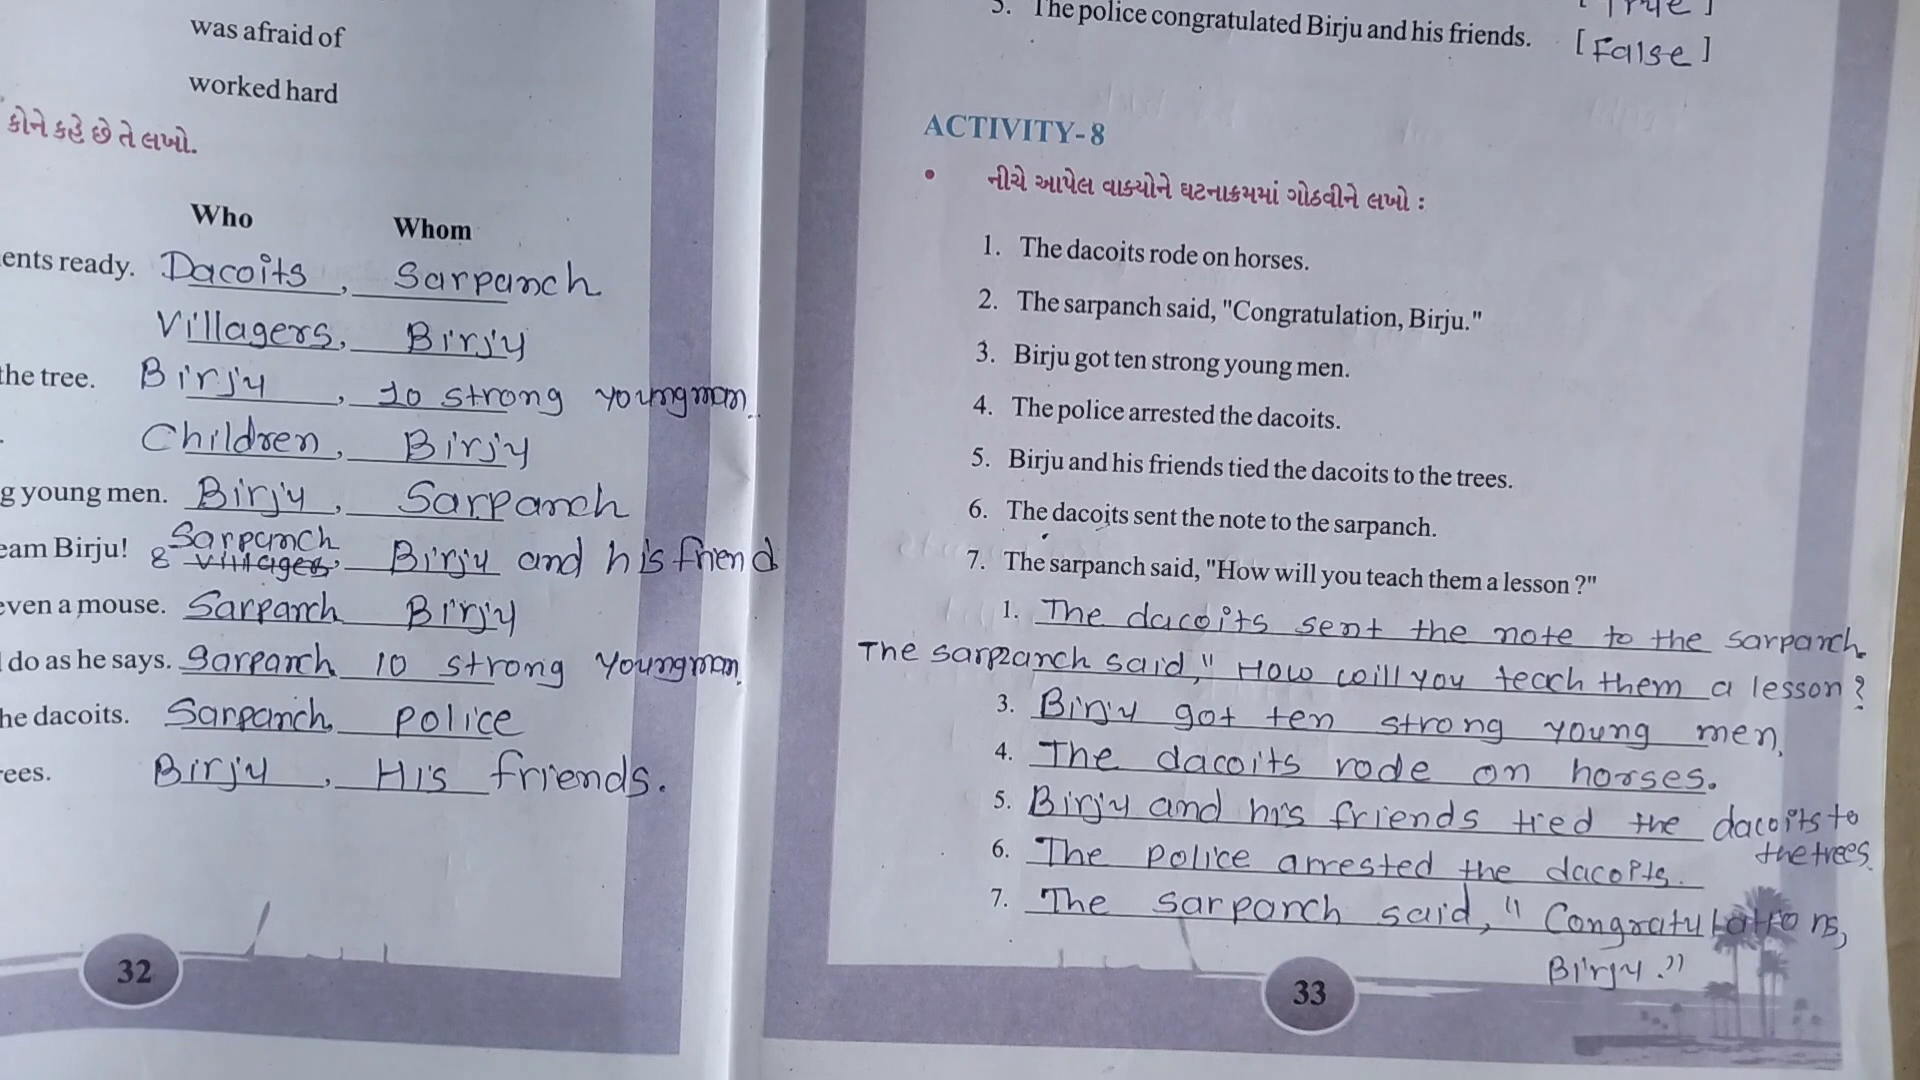 was afraid of
worked hard
કોને કહે છે તે લખો.
Who Whom
ents ready. Dacoits, Sarpanch
Villagers, Birju
the tree. Birju, 10 strong youngman.
Children, Birju
g young men. Birju, Sarpanch
eam Birju! Sarpanch & Villagers, Birju and his friend
even a mouse. Sarpanch Birju
do as he says. Sarpanch 10 strong youngman.
he dacoits. Sarpanch, police
rees. Birju, His friends.
32
[True]
5. The police congratulated Birju and his friends. [False]
ACTIVITY-8
• નીચે આપેલ વાક્યોને ઘટનાક્રમમાં ગોઠવીને લખો :
1. The dacoits rode on horses.
2. The sarpanch said, "Congratulation, Birju."
3. Birju got ten strong young men.
4. The police arrested the dacoits.
5. Birju and his friends tied the dacoits to the trees.
6. The dacoits sent the note to the sarpanch.
7. The sarpanch said, "How will you teach them a lesson ?"
1. The dacoits sent the note to the sarpanch.
The sarpanch said, " How will you teach them a lesson?
3. Birju got ten strong young men.
4. The dacoits rode on horses.
5. Birju and his friends tied the dacoits to
the trees.
6. The police arrested the dacoits.
7. The sarpanch said, " Congratulations,
Birju."
33